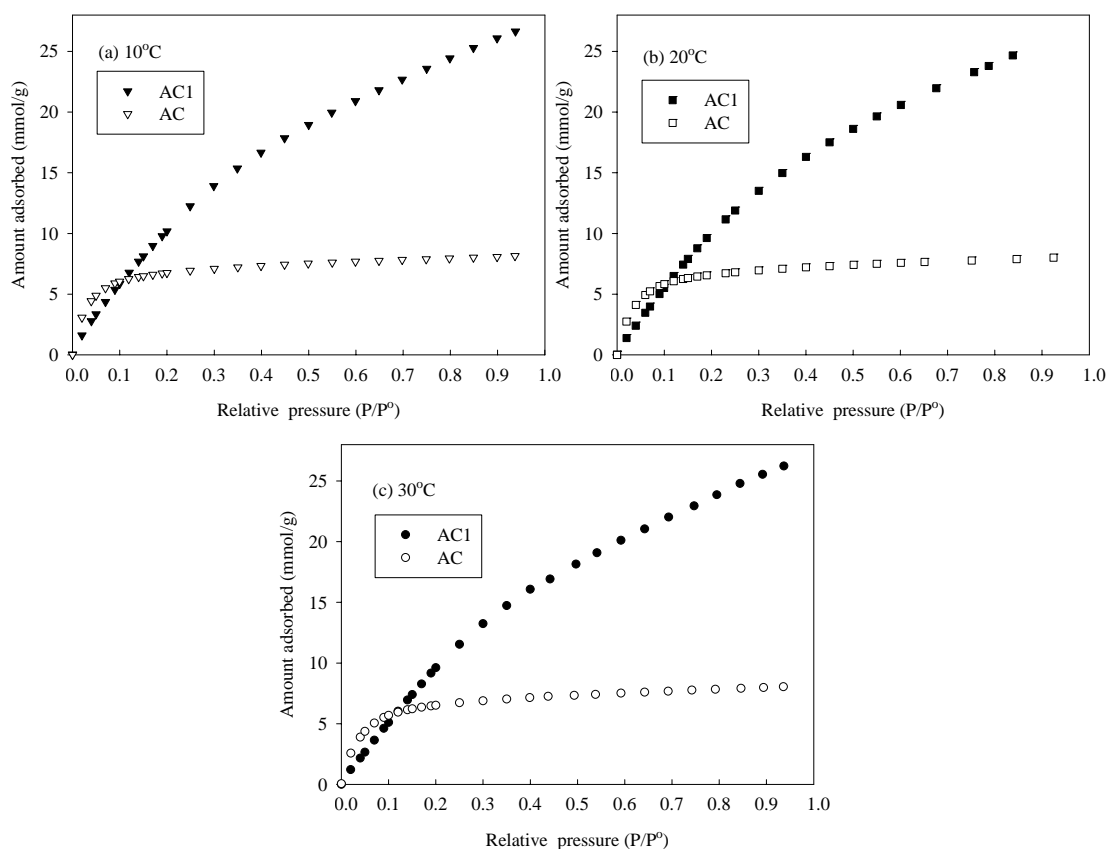 (a) 10°C
AC1
AC
Amount adsorbed (mmol/g)
25
20
15
10
5
0
0.0 0.1 0.2 0.3 0.4 0.5 0.6 0.7 0.8 0.9 1.0
Relative pressure (P/P°)
(b) 20°C
AC1
AC
Amount adsorbed (mmol/g)
25
20
15
10
5
0
0.0 0.1 0.2 0.3 0.4 0.5 0.6 0.7 0.8 0.9 1.0
Relative pressure (P/P°)
(c) 30°C
AC1
AC
Amount adsorbed (mmol/g)
25
20
15
10
5
0
0.0 0.1 0.2 0.3 0.4 0.5 0.6 0.7 0.8 0.9 1.0
Relative pressure (P/P°)